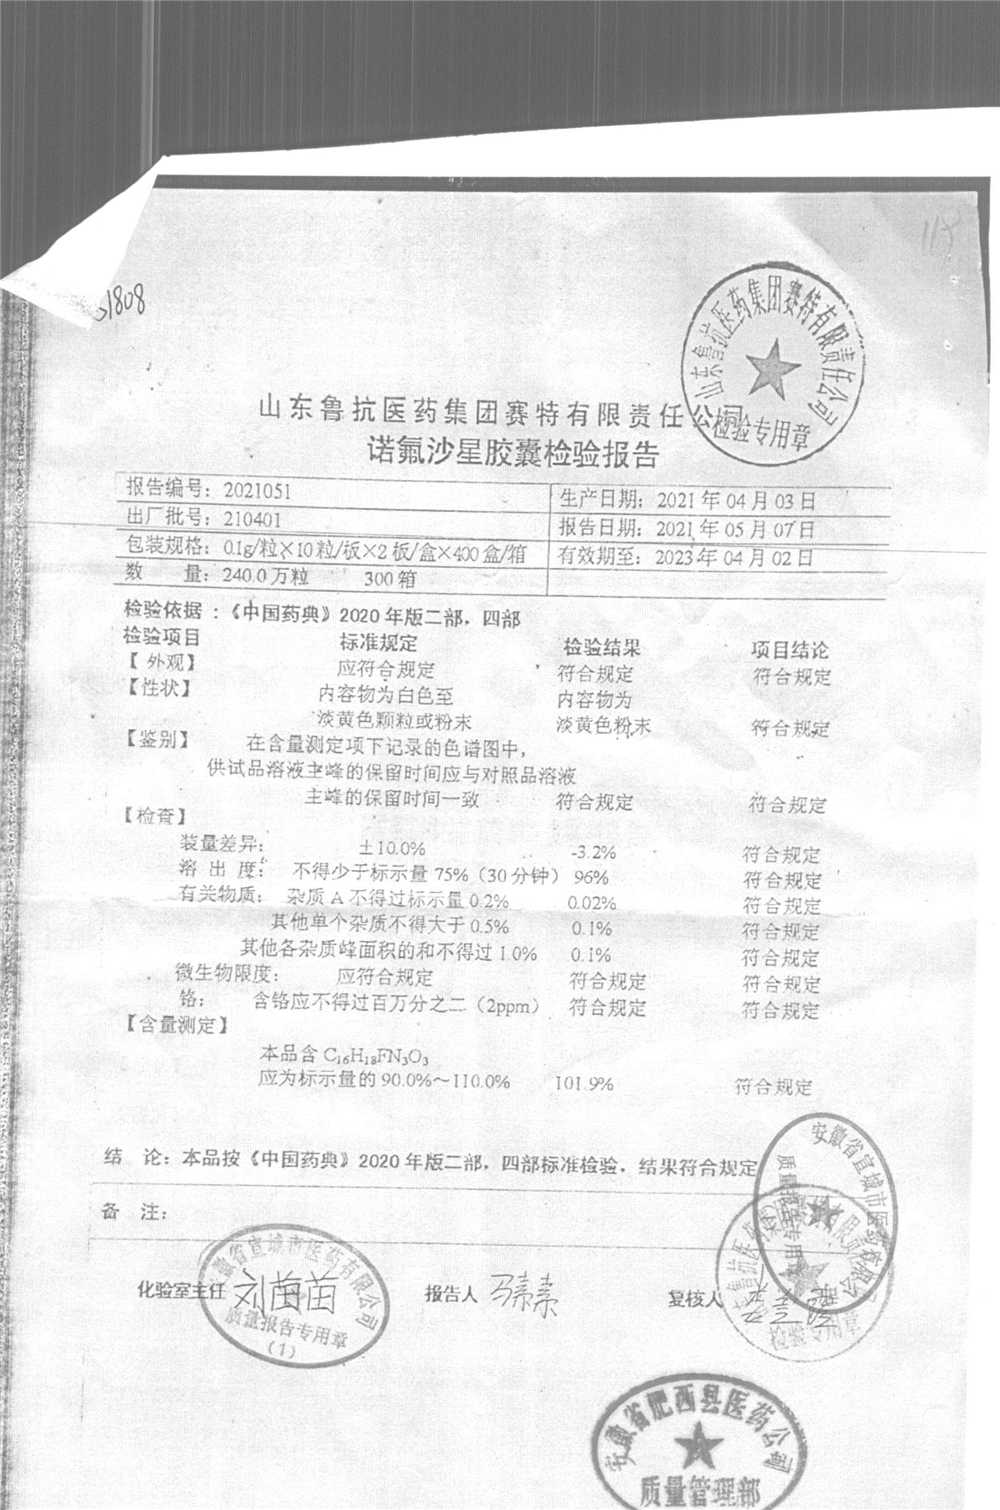 118
51808
山东鲁抗医药集团赛特有限责任公司
检验专用章
山东鲁抗医药集团赛特有限责任公司
诺氟沙星胶囊检验报告
报告编号：2021051 生产日期：2021年04月03日
出厂批号：210401 报告日期：2021年05月07日
包装规格：0.1g/粒×10粒/板×2板/盒×400盒/箱 有效期至：2023年04月02日
数 量：240.0万粒 300箱
检验依据：《中国药典》2020年版二部，四部
检验项目 标准规定 检验结果 项目结论
【外观】 应符合规定 符合规定 符合规定
【性状】 内容物为白色至 内容物为
淡黄色颗粒或粉末 淡黄色粉末 符合规定
【鉴别】 在含量测定项下记录的色谱图中，
供试品溶液主峰的保留时间应与对照品溶液
主峰的保留时间一致 符合规定 符合规定
【检查】
装量差异： ±10.0% -3.2% 符合规定
溶出度： 不得少于标示量75%（30分钟） 96% 符合规定
有关物质： 杂质A不得过标示量0.2% 0.02% 符合规定
其他单个杂质不得大于0.5% 0.1% 符合规定
其他各杂质峰面积的和不得过1.0% 0.1% 符合规定
微生物限度： 应符合规定 符合规定 符合规定
铬： 含铬应不得过百万分之二（2ppm） 符合规定 符合规定
【含量测定】
本品含C₁₆H₁₈FN₃O₃
应为标示量的90.0%～110.0% 101.9% 符合规定
结 论：本品按《中国药典》2020年版二部，四部标准检验，结果符合规定
备 注：
安徽省宣城市医药有限公司
质量报告专用章
化验室主任 刘苗苗 报告人 马素素 复核人
安徽省宣城市医药有限公司
质量报告专用章
（1）
检验专用章
安徽省肥西县医药公司
质量管理部